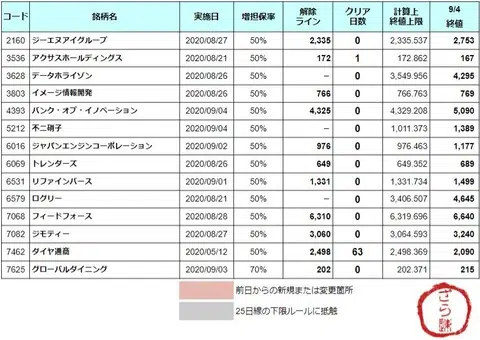 コード 銘柄名 実施日 増担保率 解除ライン クリア日数 計算上終値上限 9/4終値
2160 ジーエヌアイグループ 2020/08/27 50% 2,335 0 2,335.537 2,753
3536 アクサスホールディングス 2020/08/21 50% 172 1 172.862 167
3628 データホライゾン 2020/08/26 50% – 0 3,549.956 4,295
3803 イメージ情報開発 2020/08/21 50% 766 0 766.763 769
4393 バンク・オブ・イノベーション 2020/09/04 50% 4,325 0 4,329.208 5,090
5212 不二硝子 2020/09/04 50% – 0 1,011.373 1,389
6016 ジャパンエンジンコーポレーション 2020/09/04 50% 976 0 976.463 1,177
6069 トレンダーズ 2020/08/26 50% 649 0 649.352 689
6531 リファインバース 2020/09/01 50% 1,331 0 1,331.734 1,499
6579 ログリー 2020/08/21 50% – 0 3,406.507 4,645
7068 フィードフォース 2020/08/28 50% 6,310 0 6,319.696 6,640
7082 ジモティー 2020/08/28 50% 3,060 0 3,064.593 3,240
7462 ダイヤ通商 2020/05/12 50% 2,498 63 2,498.369 2,090
7625 グローバルダイニング 2020/09/03 70% 202 0 202.371 215
前日からの新規または変更箇所
25日線の下限ルールに抵触